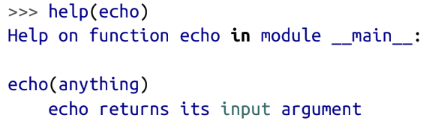 >>> help(echo)
Help on function echo in module __main__:

echo(anything)
    echo returns its input argument